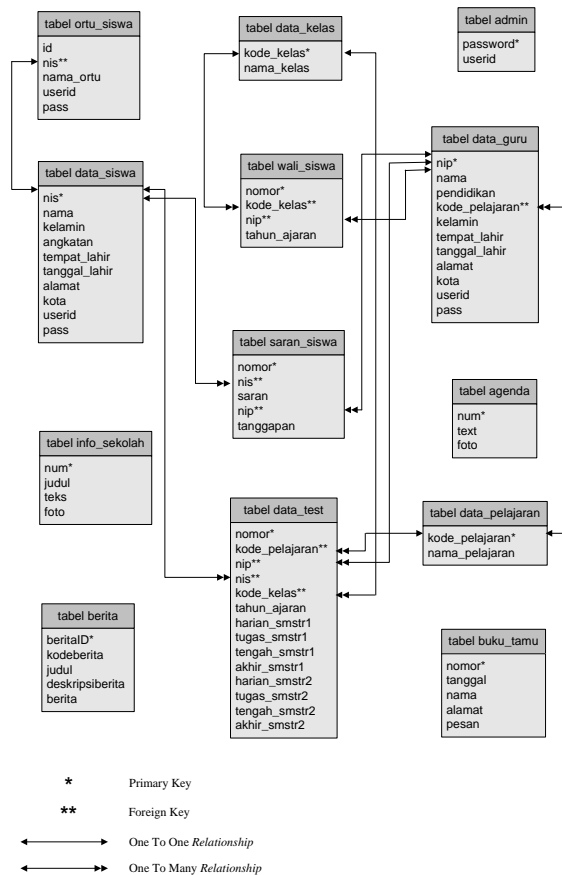 tabel ortu_siswa
id
nis**
nama_ortu
userid
pass
tabel data_kelas
kode_kelas*
nama_kelas
tabel admin
password*
userid
tabel data_siswa
nis*
nama
kelamin
angkatan
tempat_lahir
tanggal_lahir
alamat
kota
userid
pass
tabel wali_siswa
nomor*
kode_kelas**
nip**
tahun_ajaran
tabel data_guru
nip*
nama
pendidikan
kode_pelajaran**
kelamin
tempat_lahir
tanggal_lahir
alamat
kota
userid
pass
tabel saran_siswa
nomor*
nis**
saran
nip**
tanggapan
tabel agenda
num*
text
foto
tabel info_sekolah
num*
judul
teks
foto
tabel data_test
nomor*
kode_pelajaran**
nip**
nis**
kode_kelas**
tahun_ajaran
harian_smstr1
tugas_smstr1
tengah_smstr1
akhir_smstr1
harian_smstr2
tugas_smstr2
tengah_smstr2
akhir_smstr2
tabel data_pelajaran
kode_pelajaran*
nama_pelajaran
tabel berita
beritaID*
kodeberita
judul
deskripsiberita
berita
tabel buku_tamu
nomor*
tanggal
nama
alamat
pesan
* Primary Key
** Foreign Key
One To One Relationship
One To Many Relationship